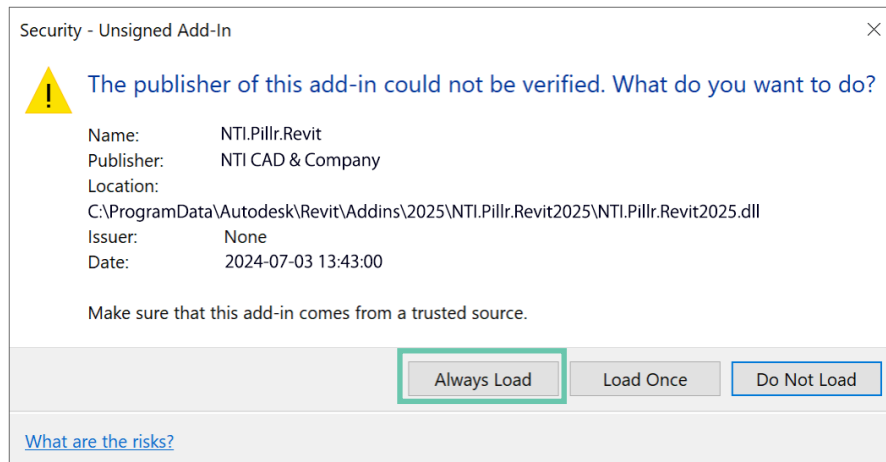 Security - Unsigned Add-In
The publisher of this add-in could not be verified. What do you want to do?
Name: NTI.Pillr.Revit
Publisher: NTI CAD & Company
Location:
C:\ProgramData\Autodesk\Revit\Addins\2025\NTI.Pillr.Revit2025\NTI.Pillr.Revit2025.dll
Issuer: None
Date: 2024-07-03 13:43:00
Make sure that this add-in comes from a trusted source.
Always Load Load Once Do Not Load
What are the risks?